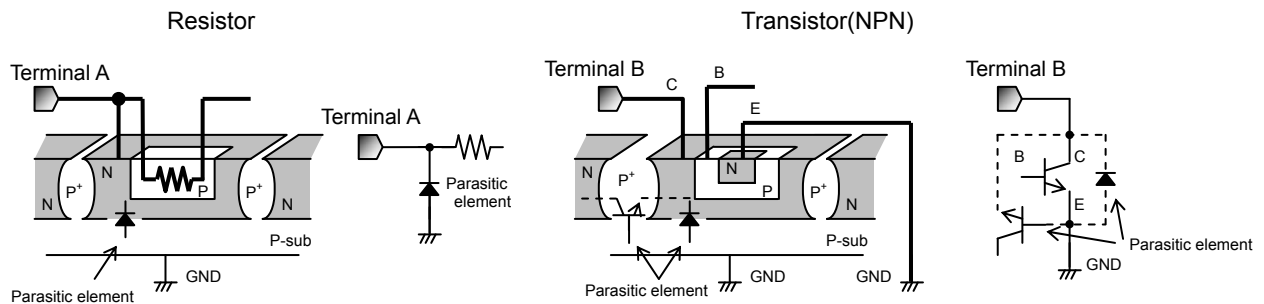 Resistor
Transistor(NPN)
Terminal A
Terminal A
N
P+
N
P
P+
N
Parasitic
element
P-sub
GND
Parasitic element
Terminal B
C
B
E
P+
N
N
P
P+
N
P-sub
GND
GND
Parasitic element
Terminal B
B
C
E
GND
Parasitic element